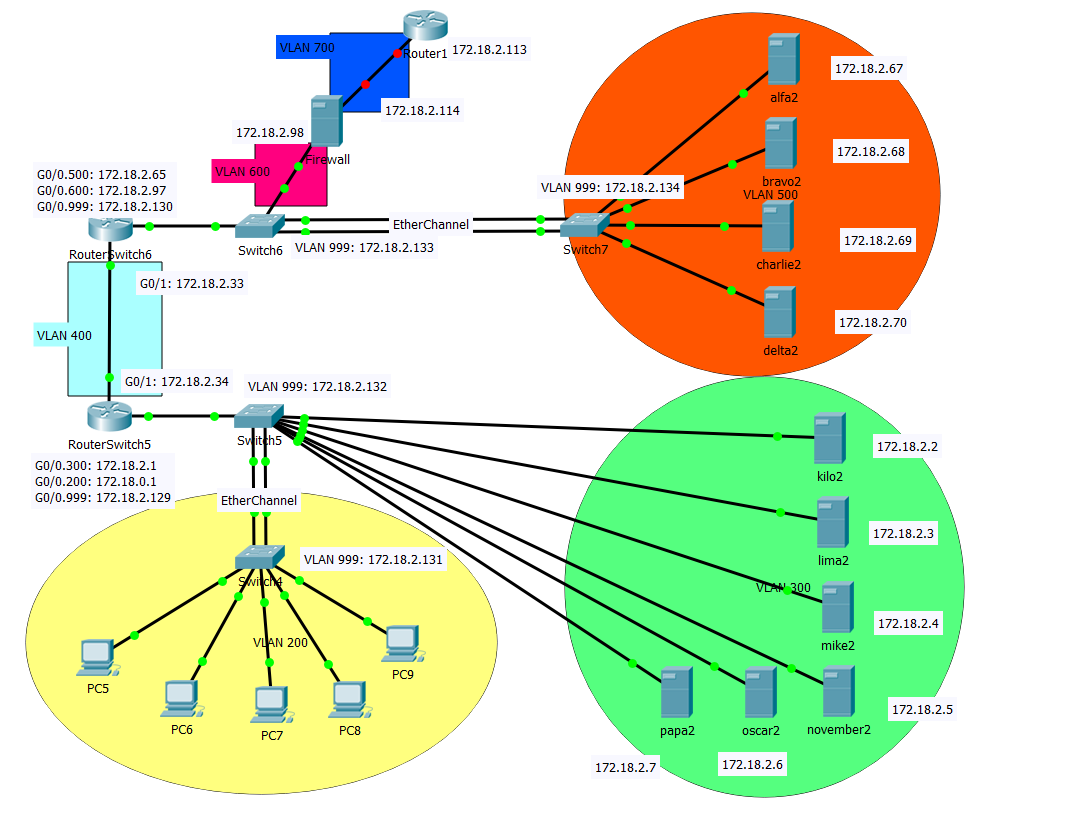 VLAN 700
Router1
172.18.2.113
172.18.2.114
172.18.2.98
Firewall
VLAN 600
G0/0.500: 172.18.2.65
G0/0.600: 172.18.2.97
G0/0.999: 172.18.2.130
RouterSwitch6
Switch6
EtherChannel
VLAN 999: 172.18.2.133
VLAN 999: 172.18.2.134
Switch7
alfa2
172.18.2.67
bravo2
172.18.2.68
VLAN 500
charlie2
172.18.2.69
delta2
172.18.2.70
G0/1: 172.18.2.33
VLAN 400
G0/1: 172.18.2.34
RouterSwitch5
G0/0.300: 172.18.2.1
G0/0.200: 172.18.0.1
G0/0.999: 172.18.2.129
VLAN 999: 172.18.2.132
Switch5
EtherChannel
VLAN 999: 172.18.2.131
Switch4
VLAN 200
PC5
PC6
PC7
PC8
PC9
kilo2
172.18.2.2
lima2
172.18.2.3
VLAN 300
mike2
172.18.2.4
november2
172.18.2.5
oscar2
172.18.2.6
papa2
172.18.2.7